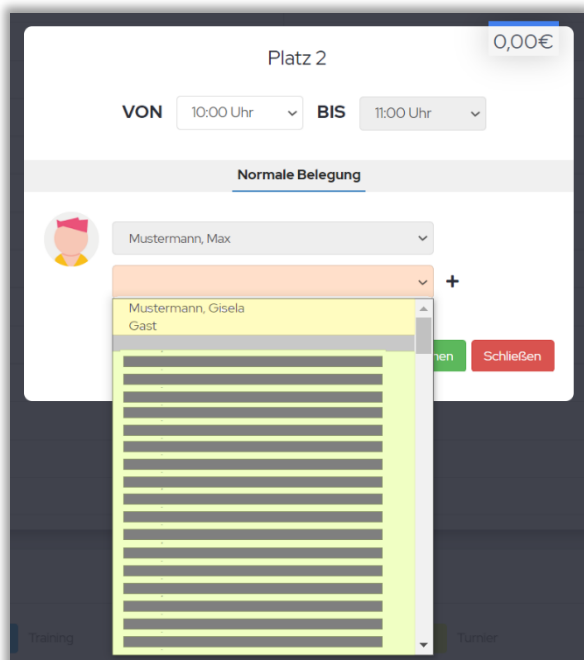 0,00€
Platz 2
VON 10:00 Uhr BIS 11:00 Uhr
Normale Belegung
Mustermann, Max
+
Mustermann, Gisela
Gast
hen Schließen
Training Turnier